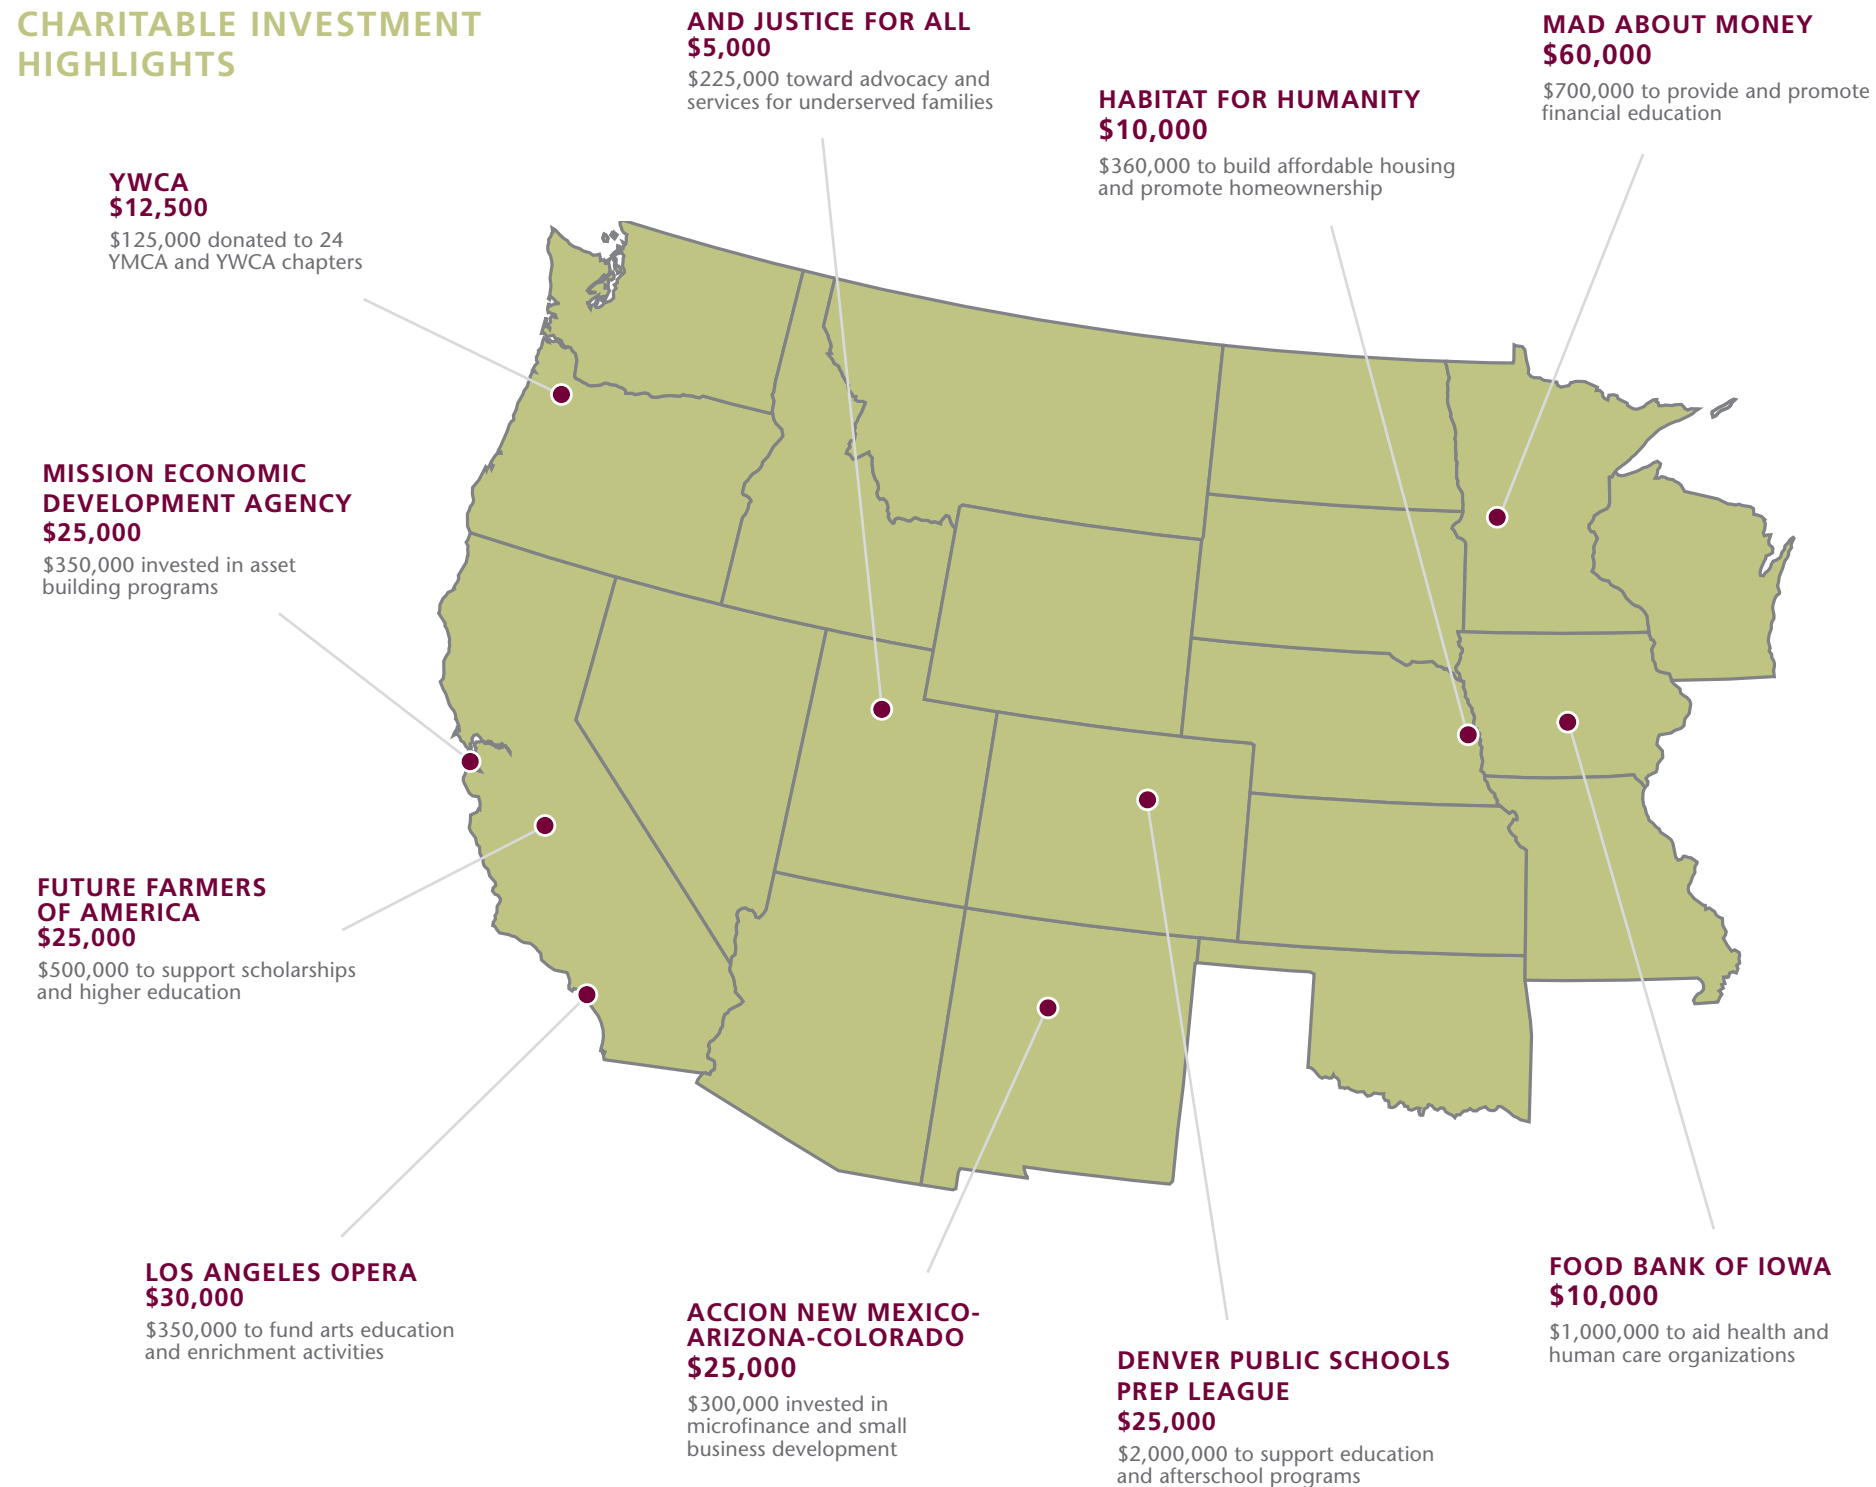 CHARITABLE INVESTMENT
HIGHLIGHTS
AND JUSTICE FOR ALL
$5,000
$225,000 toward advocacy and
services for underserved families
MAD ABOUT MONEY
$60,000
$700,000 to provide and promote
financial education
HABITAT FOR HUMANITY
$10,000
$360,000 to build affordable housing
and promote homeownership
YWCA
$12,500
$125,000 donated to 24
YMCA and YWCA chapters
MISSION ECONOMIC
DEVELOPMENT AGENCY
$25,000
$350,000 invested in asset
building programs
FUTURE FARMERS
OF AMERICA
$25,000
$500,000 to support scholarships
and higher education
LOS ANGELES OPERA
$30,000
$350,000 to fund arts education
and enrichment activities
ACCION NEW MEXICO-
ARIZONA-COLORADO
$25,000
$300,000 invested in
microfinance and small
business development
DENVER PUBLIC SCHOOLS
PREP LEAGUE
$25,000
$2,000,000 to support education
and afterschool programs
FOOD BANK OF IOWA
$10,000
$1,000,000 to aid health and
human care organizations